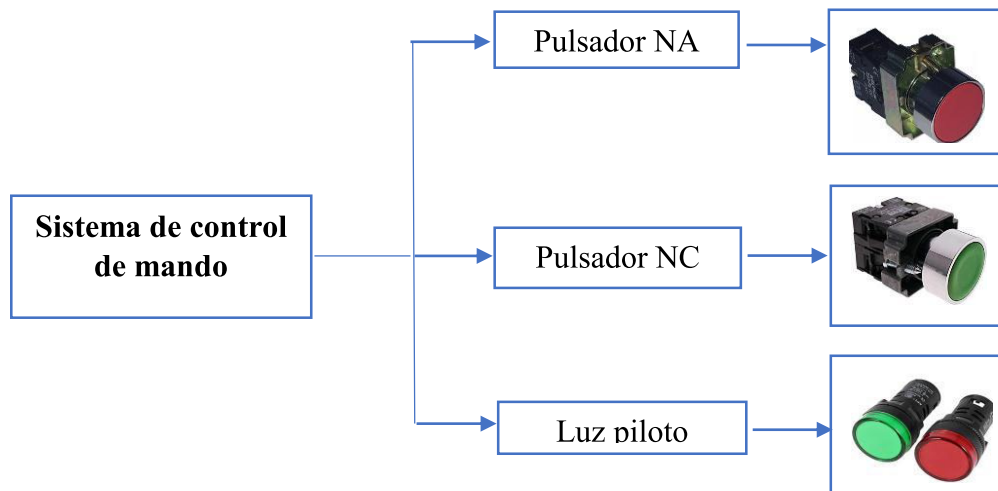 Pulsador NA
Sistema de control
de mando
Pulsador NC
Luz piloto